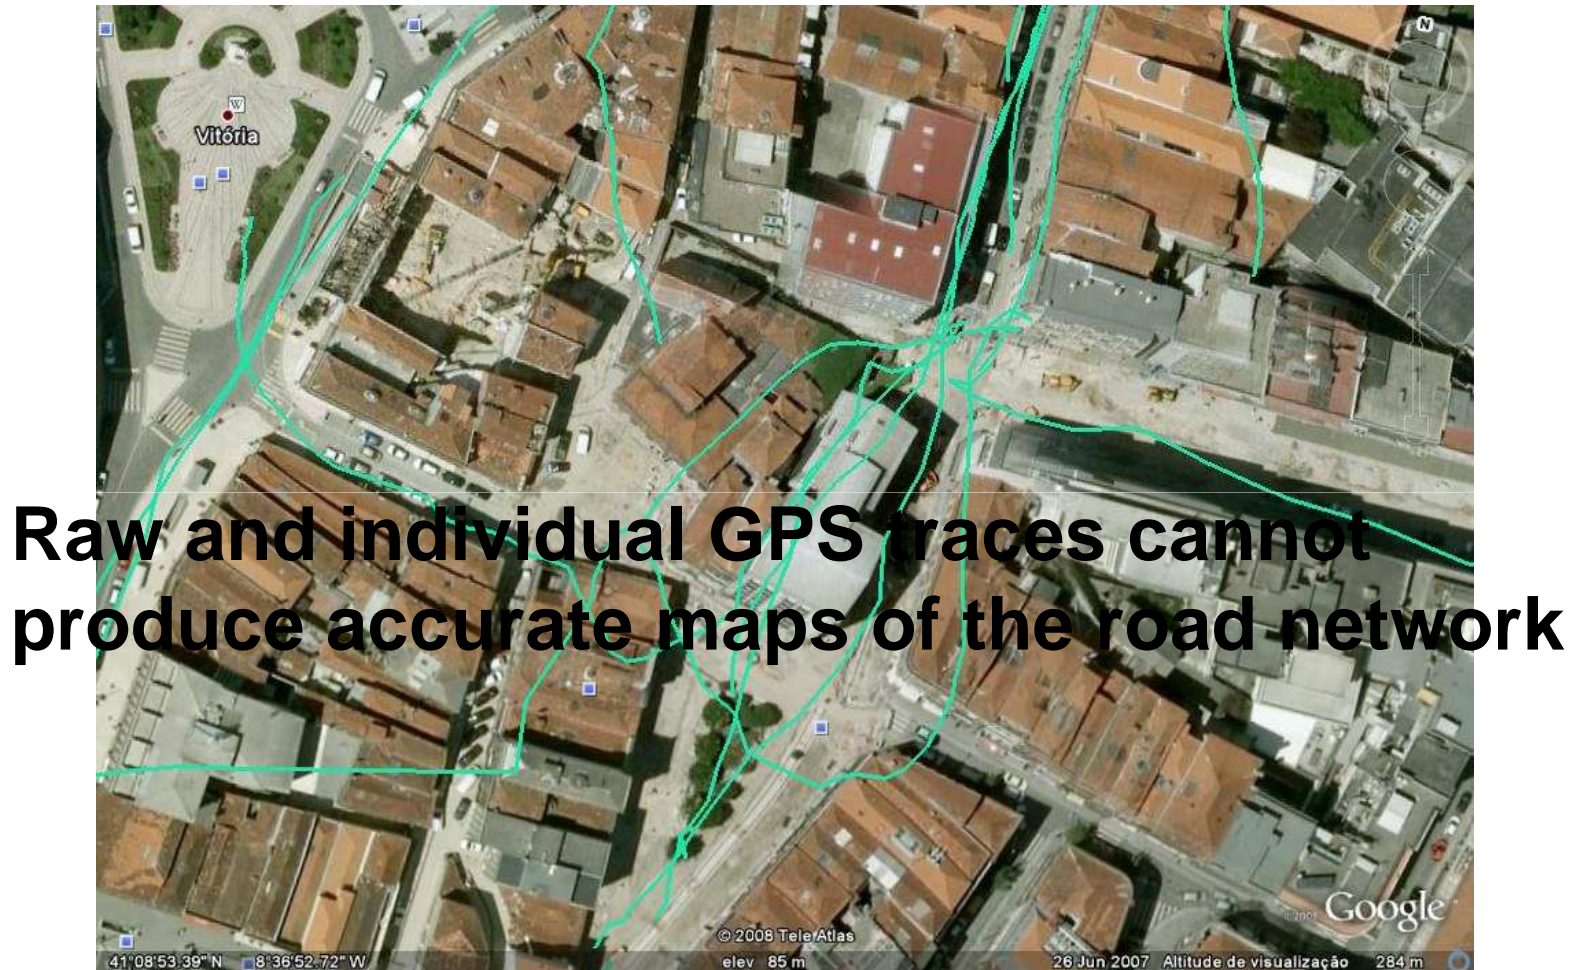 N
W
Vitória
Raw and individual GPS traces cannot
produce accurate maps of the road network
Google
© 2008 Tele Atlas
41°08'53.39" N 8°36'52.72" W elev 85 m 26 Jun 2007 Altitude de visualização 284 m